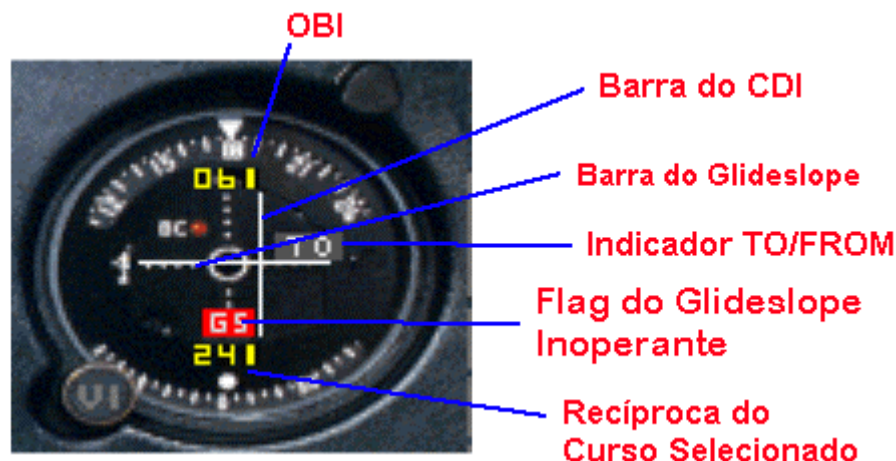 OBI
Barra do CDI
061
Barra do Glideslope
BC
TO
Indicador TO/FROM
GS
Flag do Glideslope
Inoperante
241
Recíproca do
Curso Selecionado